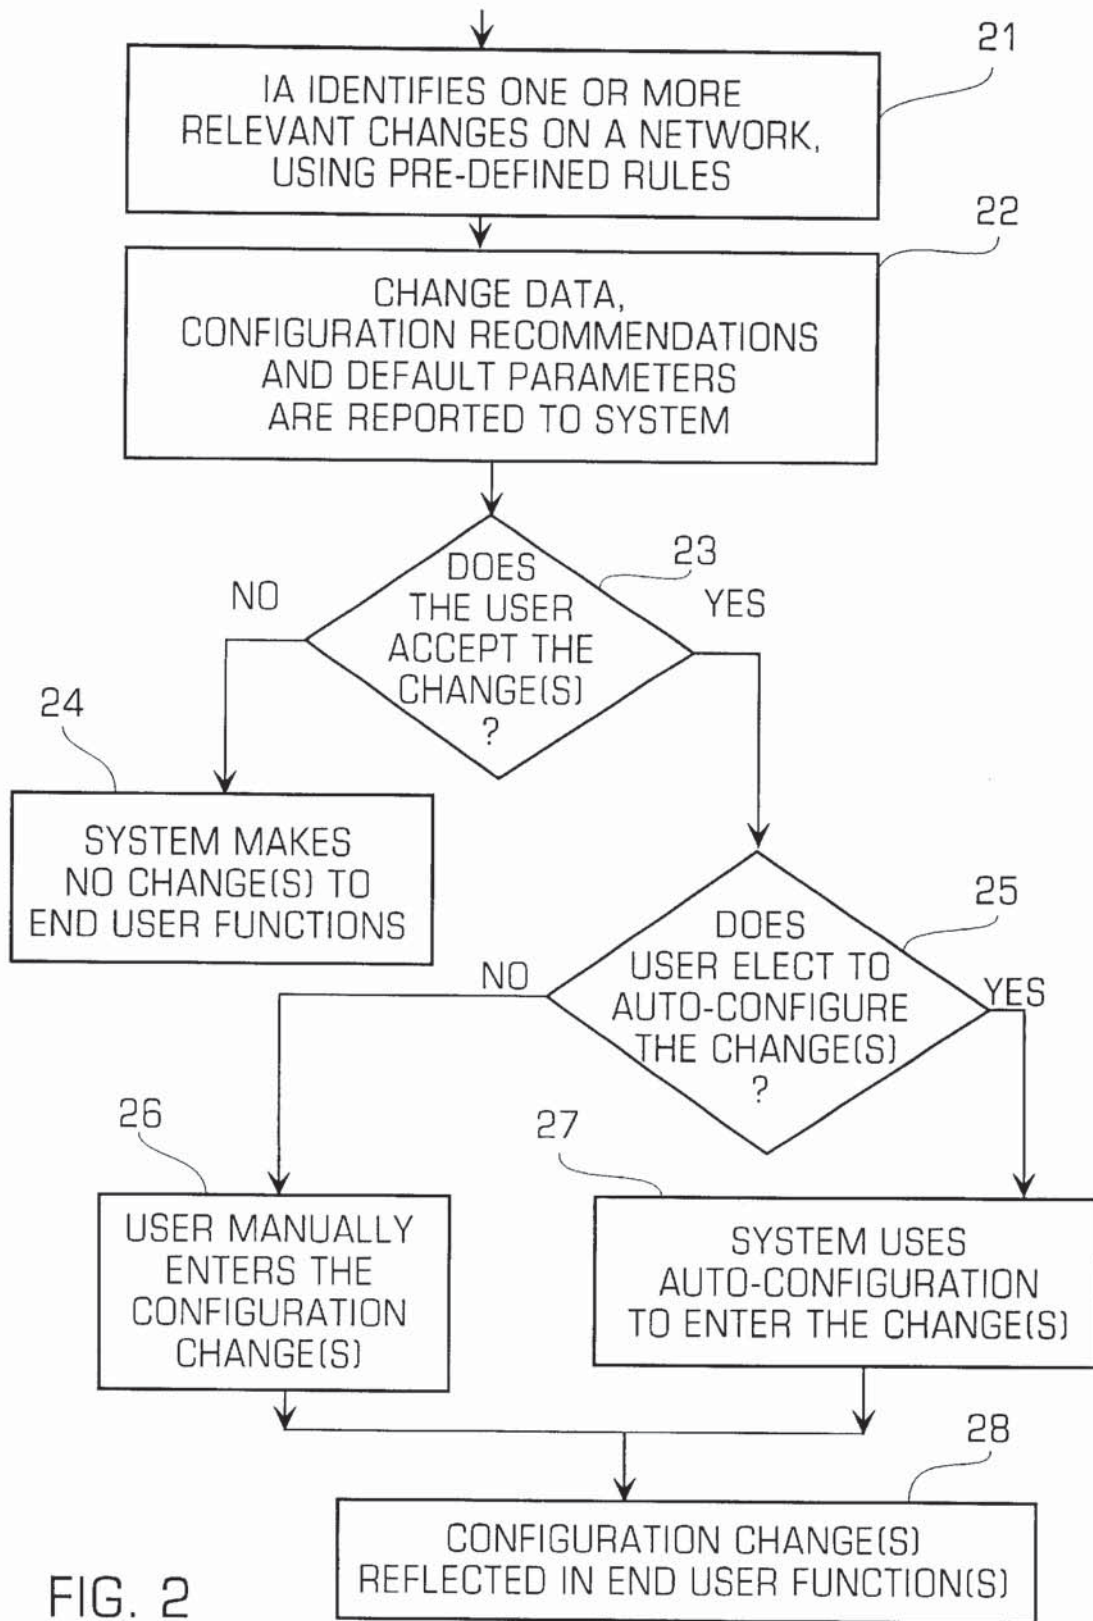 21
IA IDENTIFIES ONE OR MORE
RELEVANT CHANGES ON A NETWORK,
USING PRE-DEFINED RULES
22
CHANGE DATA,
CONFIGURATION RECOMMENDATIONS
AND DEFAULT PARAMETERS
ARE REPORTED TO SYSTEM
23
DOES
THE USER
ACCEPT THE
CHANGE(S)
?
NO
YES
24
SYSTEM MAKES
NO CHANGE(S) TO
END USER FUNCTIONS
25
DOES
USER ELECT TO
AUTO-CONFIGURE
THE CHANGE(S)
?
NO
YES
26
USER MANUALLY
ENTERS THE
CONFIGURATION
CHANGE(S)
27
SYSTEM USES
AUTO-CONFIGURATION
TO ENTER THE CHANGE(S)
28
CONFIGURATION CHANGE(S)
REFLECTED IN END USER FUNCTION(S)
FIG. 2